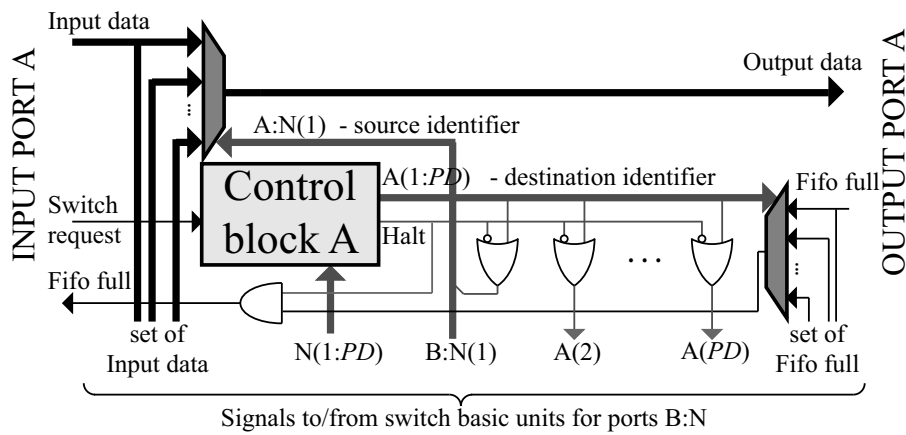 INPUT PORT A
Input data
Output data
OUTPUT PORT A
...
A:N(1) - source identifier
Control
block A
A(1:PD) - destination identifier
Fifo full
Switch
request
Halt
...
...
Fifo full
set of
Input data
N(1:PD)
B:N(1)
A(2)
A(PD)
set of
Fifo full
Signals to/from switch basic units for ports B:N